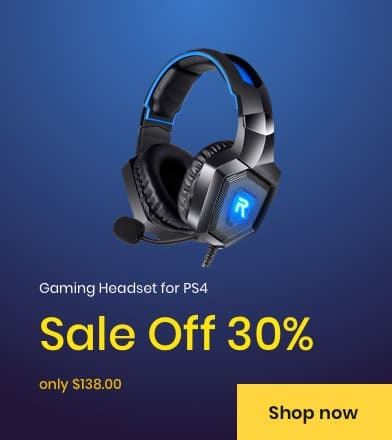 R
Gaming Headset for PS4
Sale Off 30%
only $138.00
Shop now